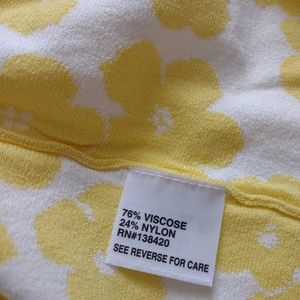 76% VISCOSE
24% NYLON
RN#138420
SEE REVERSE FOR CARE